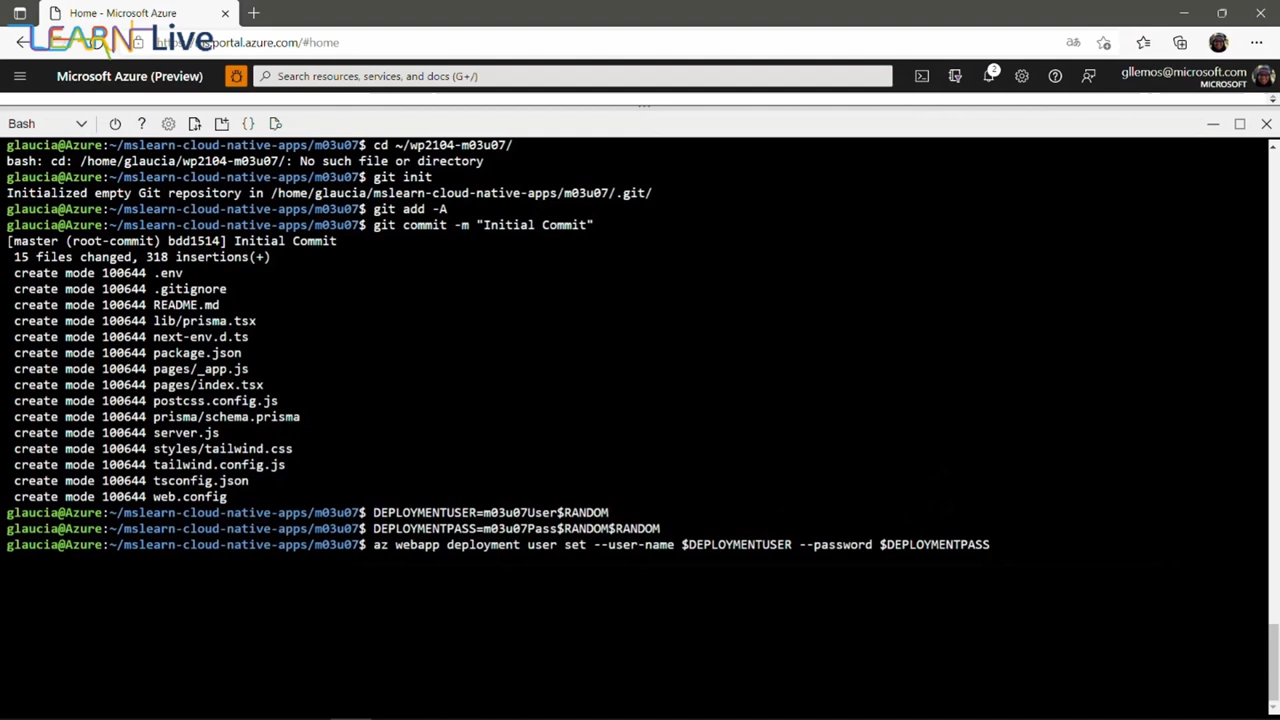 Home - Microsoft Azure
LEARN Live
portal.azure.com/#home
Microsoft Azure (Preview)
Search resources, services, and docs (G+/)
2
gllemos@microsoft.com
MICROSOFT
Bash
glaucia@Azure:~/mslearn-cloud-native-apps/m03u07$ cd ~/wp2104-m03u07/
bash: cd: /home/glaucia/wp2104-m03u07/: No such file or directory
glaucia@Azure:~/mslearn-cloud-native-apps/m03u07$ git init
Initialized empty Git repository in /home/glaucia/mslearn-cloud-native-apps/m03u07/.git/
glaucia@Azure:~/mslearn-cloud-native-apps/m03u07$ git add -A
glaucia@Azure:~/mslearn-cloud-native-apps/m03u07$ git commit -m "Initial Commit"
[master (root-commit) bdd1514] Initial Commit
15 files changed, 318 insertions(+)
create mode 100644 .env
create mode 100644 .gitignore
create mode 100644 README.md
create mode 100644 lib/prisma.tsx
create mode 100644 next-env.d.ts
create mode 100644 package.json
create mode 100644 pages/_app.js
create mode 100644 pages/index.tsx
create mode 100644 postcss.config.js
create mode 100644 prisma/schema.prisma
create mode 100644 server.js
create mode 100644 styles/tailwind.css
create mode 100644 tailwind.config.js
create mode 100644 tsconfig.json
create mode 100644 web.config
glaucia@Azure:~/mslearn-cloud-native-apps/m03u07$ DEPLOYMENTUSER=m03u07User$RANDOM
glaucia@Azure:~/mslearn-cloud-native-apps/m03u07$ DEPLOYMENTPASS=m03u07Pass$RANDOM$RANDOM
glaucia@Azure:~/mslearn-cloud-native-apps/m03u07$ az webapp deployment user set --user-name $DEPLOYMENTUSER --password $DEPLOYMENTPASS